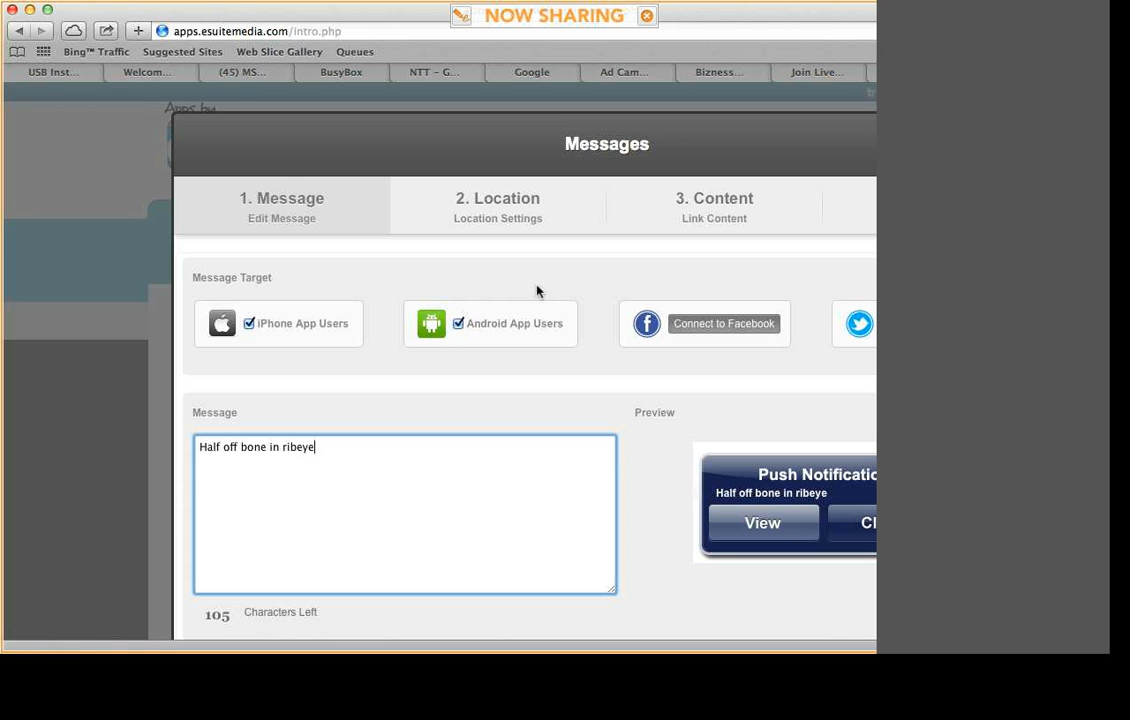 NOW SHARING
apps.esuitemedia.com/intro.php
Bing™ Traffic Suggested Sites Web Slice Gallery Queues
USB Inst... Welcom... (45) MS... BusyBox NTT - G... Google Ad Cam... Bizness... Join Live...
Apps by
Messages
1. Message 2. Location 3. Content
Edit Message Location Settings Link Content
Message Target
iPhone App Users Android App Users Connect to Facebook
Message Preview
Half off bone in ribeye
Push Notificatio
Half off bone in ribeye
View Cl
105 Characters Left